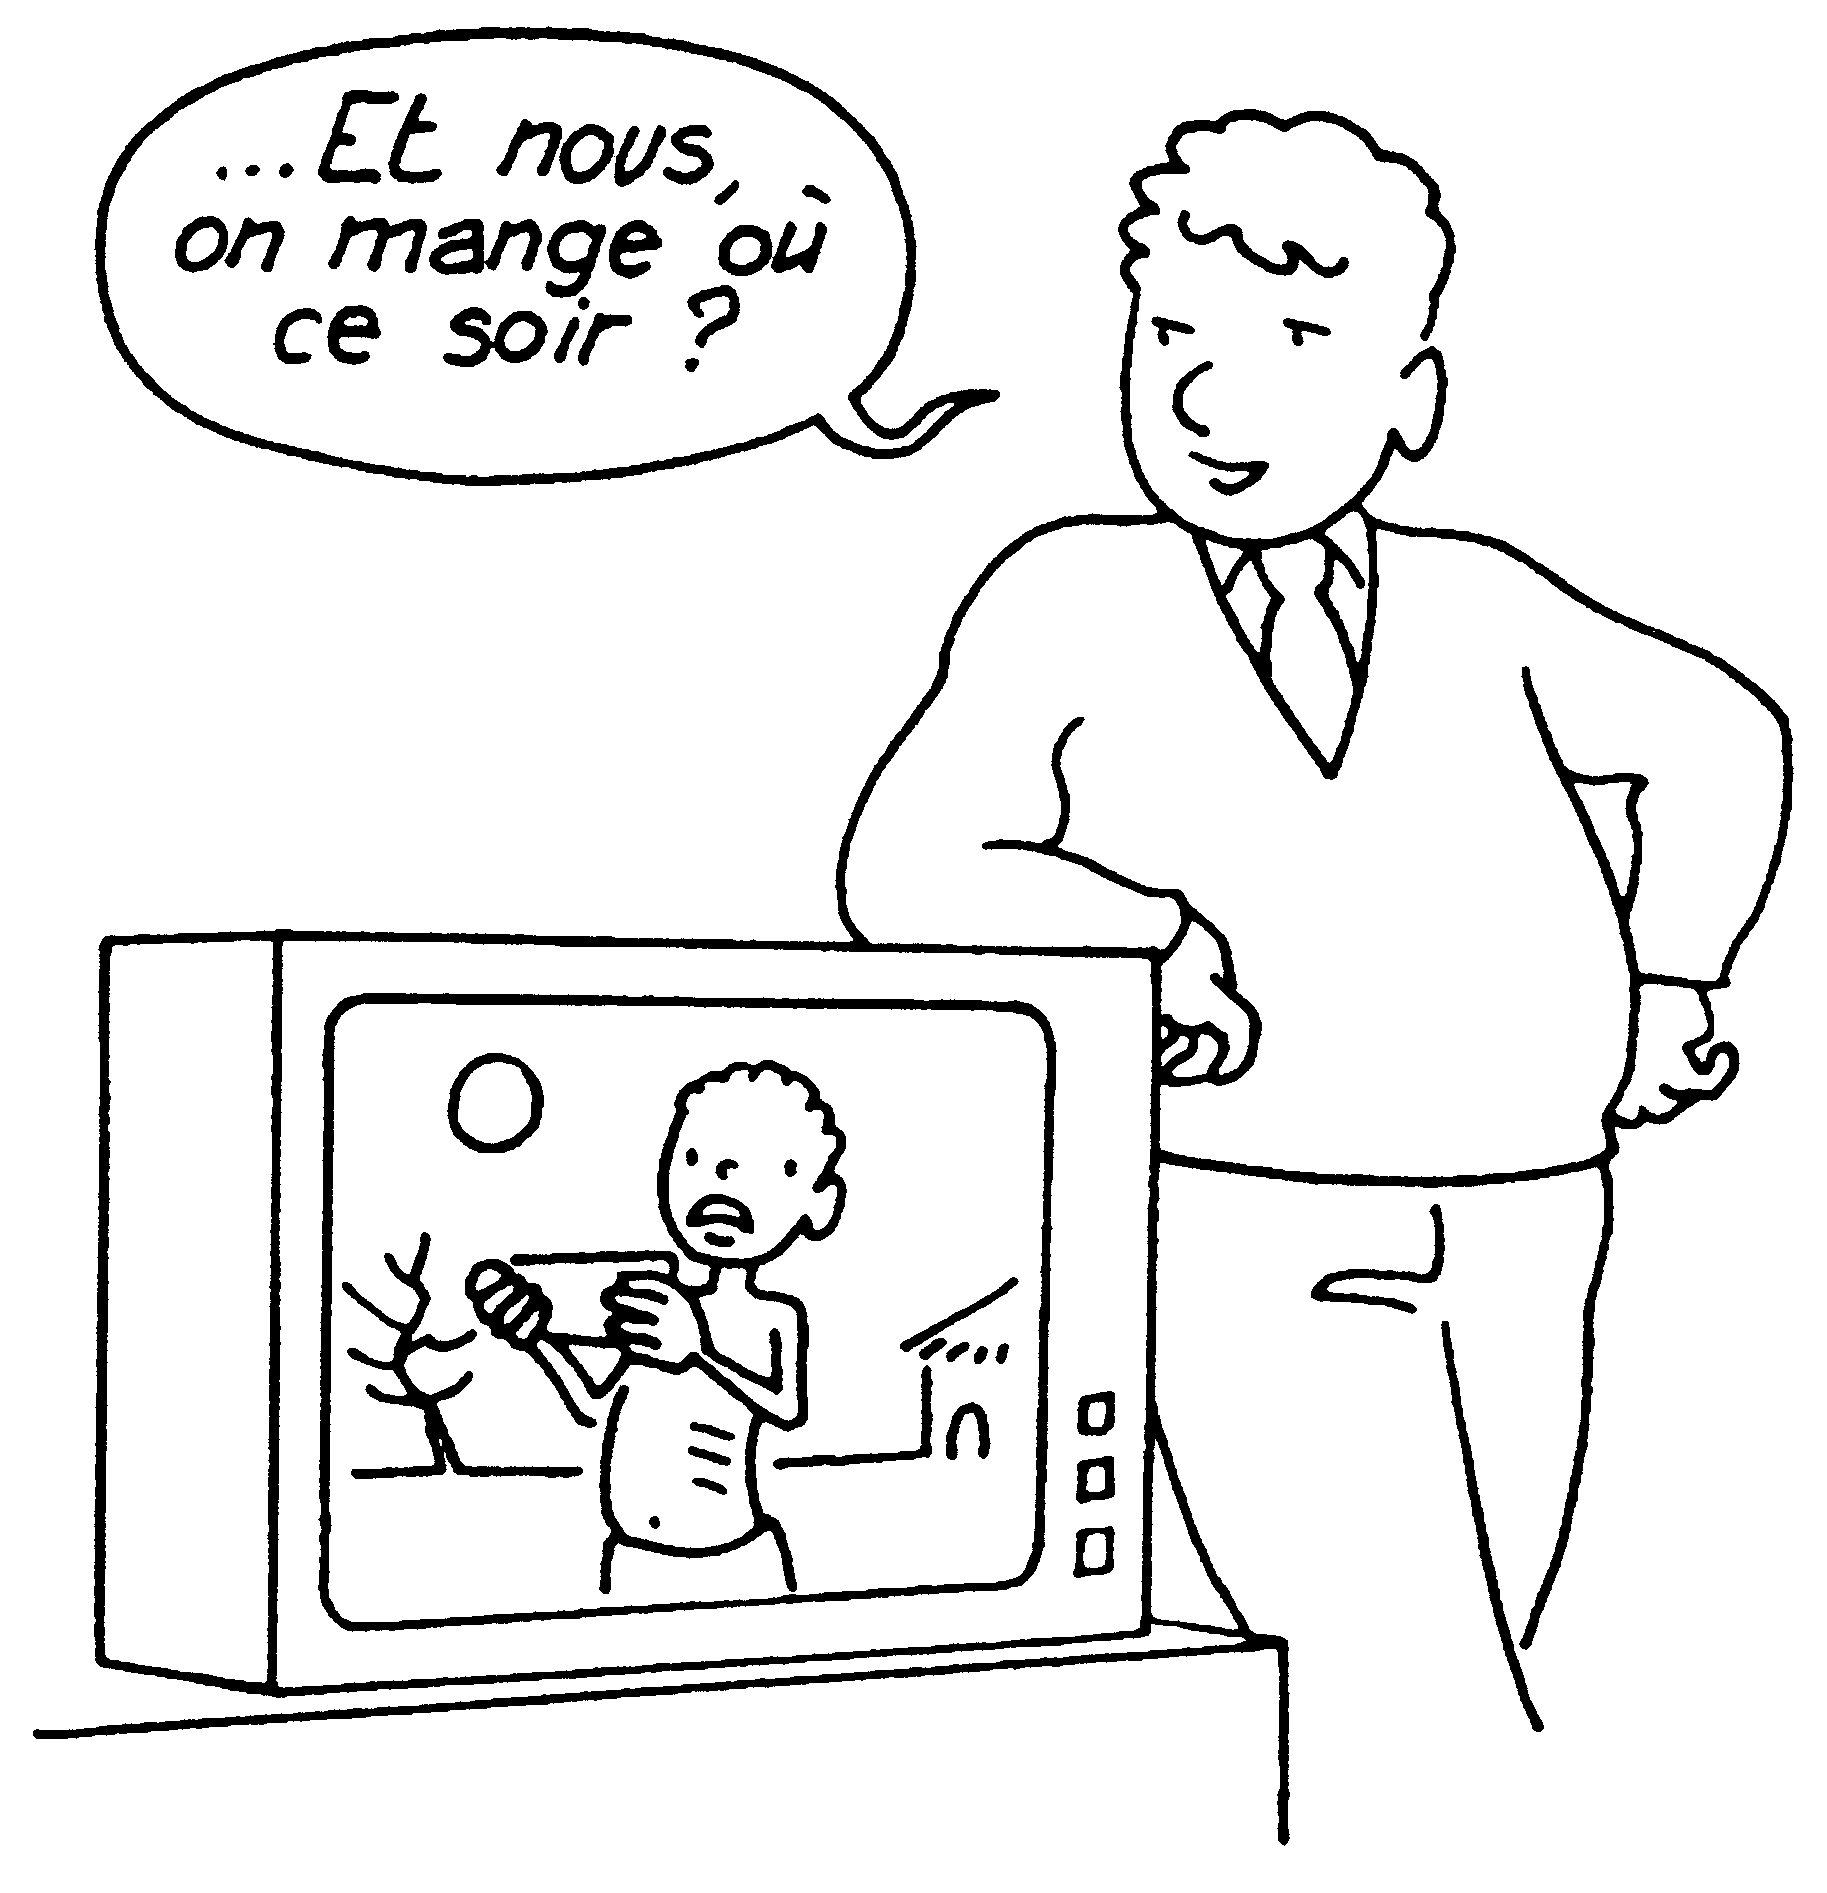 ...Et nous,
on mange où
ce soir ?